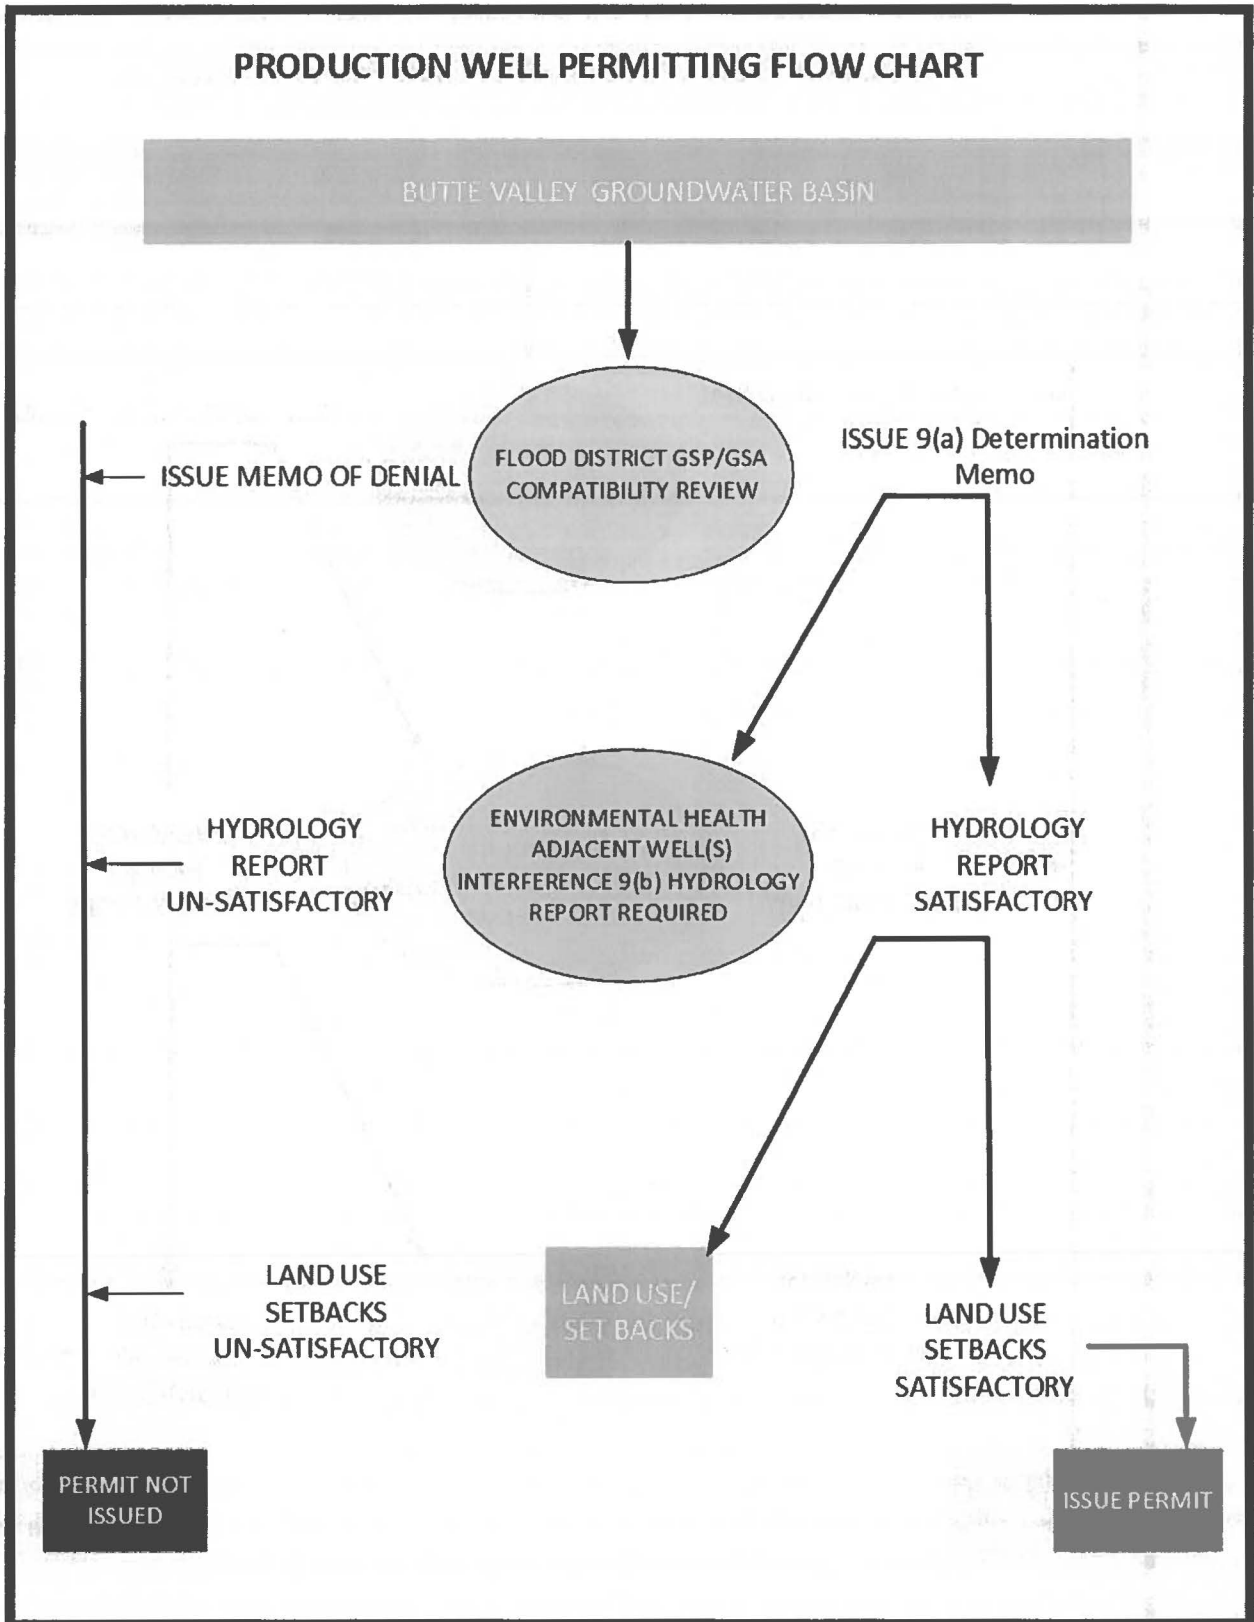 PRODUCTION WELL PERMITTING FLOW CHART
BUTTE VALLEY GROUNDWATER BASIN
FLOOD DISTRICT GSP/GSA
COMPATIBILITY REVIEW
ISSUE MEMO OF DENIAL
ISSUE 9(a) Determination
Memo
HYDROLOGY
REPORT
UN-SATISFACTORY
ENVIRONMENTAL HEALTH
ADJACENT WELL(S)
INTERFERENCE 9(b) HYDROLOGY
REPORT REQUIRED
HYDROLOGY
REPORT
SATISFACTORY
LAND USE
SETBACKS
UN-SATISFACTORY
LAND USE/
SET BACKS
LAND USE
SETBACKS
SATISFACTORY
PERMIT NOT
ISSUED
ISSUE PERMIT